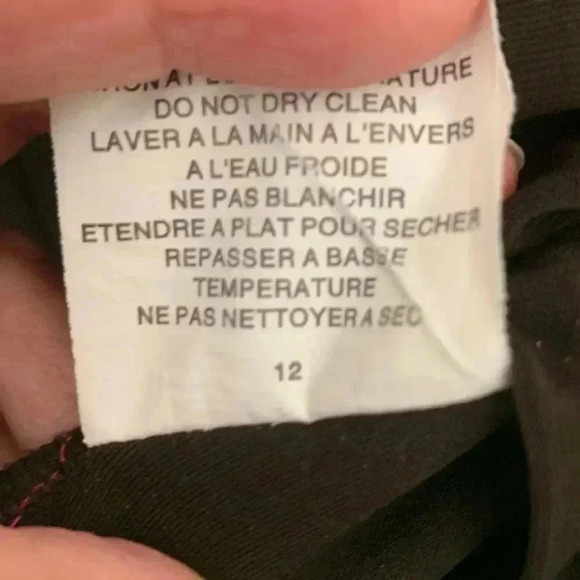 DO NOT DRY CLEAN
LAVER A LA MAIN A L'ENVERS
A L'EAU FROIDE
NE PAS BLANCHIR
ETENDRE A PLAT POUR SECHER
REPASSER A BASSE
TEMPERATURE
NE PAS NETTOYER A SEC
12